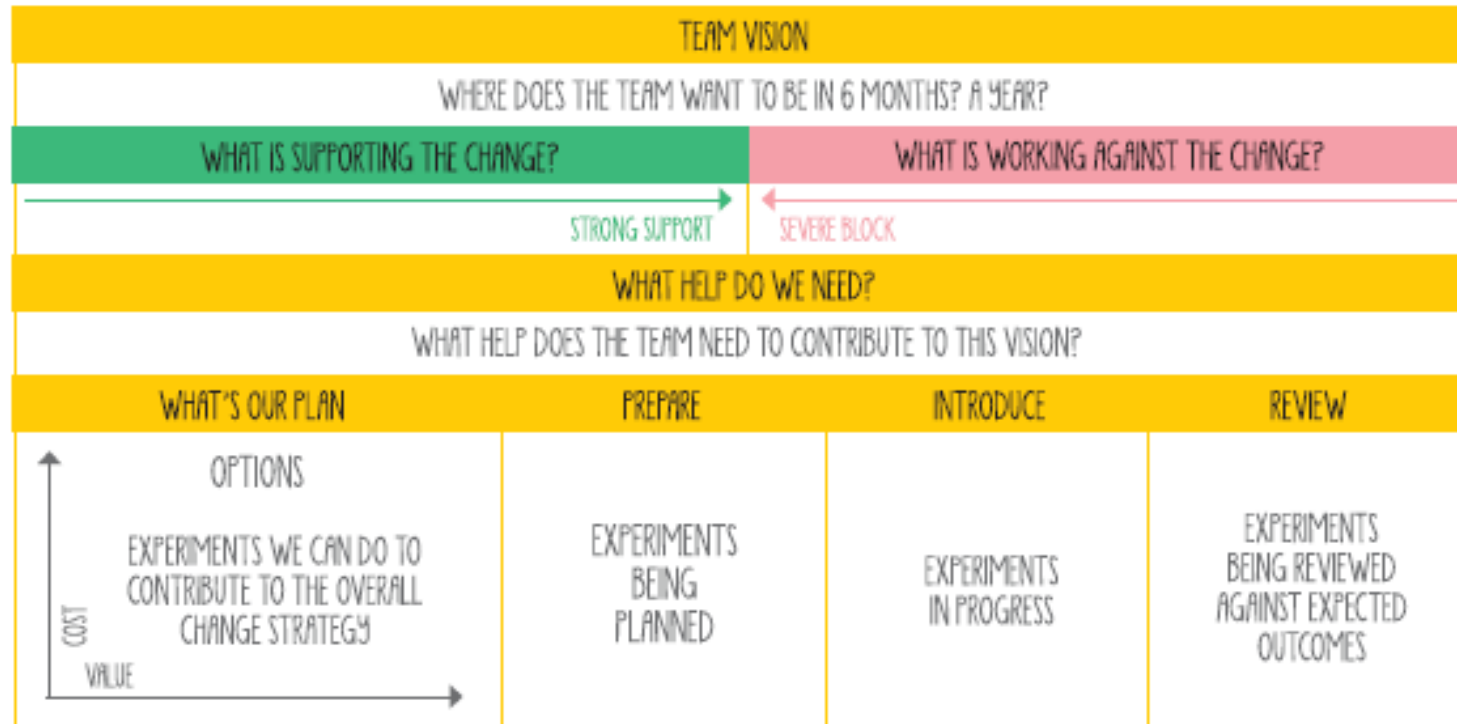 TEAM VISION
WHERE DOES THE TEAM WANT TO BE IN 6 MONTHS? A YEAR?
WHAT IS SUPPORTING THE CHANGE?
WHAT IS WORKING AGAINST THE CHANGE?
STRONG SUPPORT
SEVERE BLOCK
WHAT HELP DO WE NEED?
WHAT HELP DOES THE TEAM NEED TO CONTRIBUTE TO THIS VISION?
WHAT'S OUR PLAN
PREPARE
INTRODUCE
REVIEW
OPTIONS
EXPERIMENTS WE CAN DO TO
CONTRIBUTE TO THE OVERALL
CHANGE STRATEGY
COST
VALUE
EXPERIMENTS
BEING
PLANNED
EXPERIMENTS
IN PROGRESS
EXPERIMENTS
BEING REVIEWED
AGAINST EXPECTED
OUTCOMES